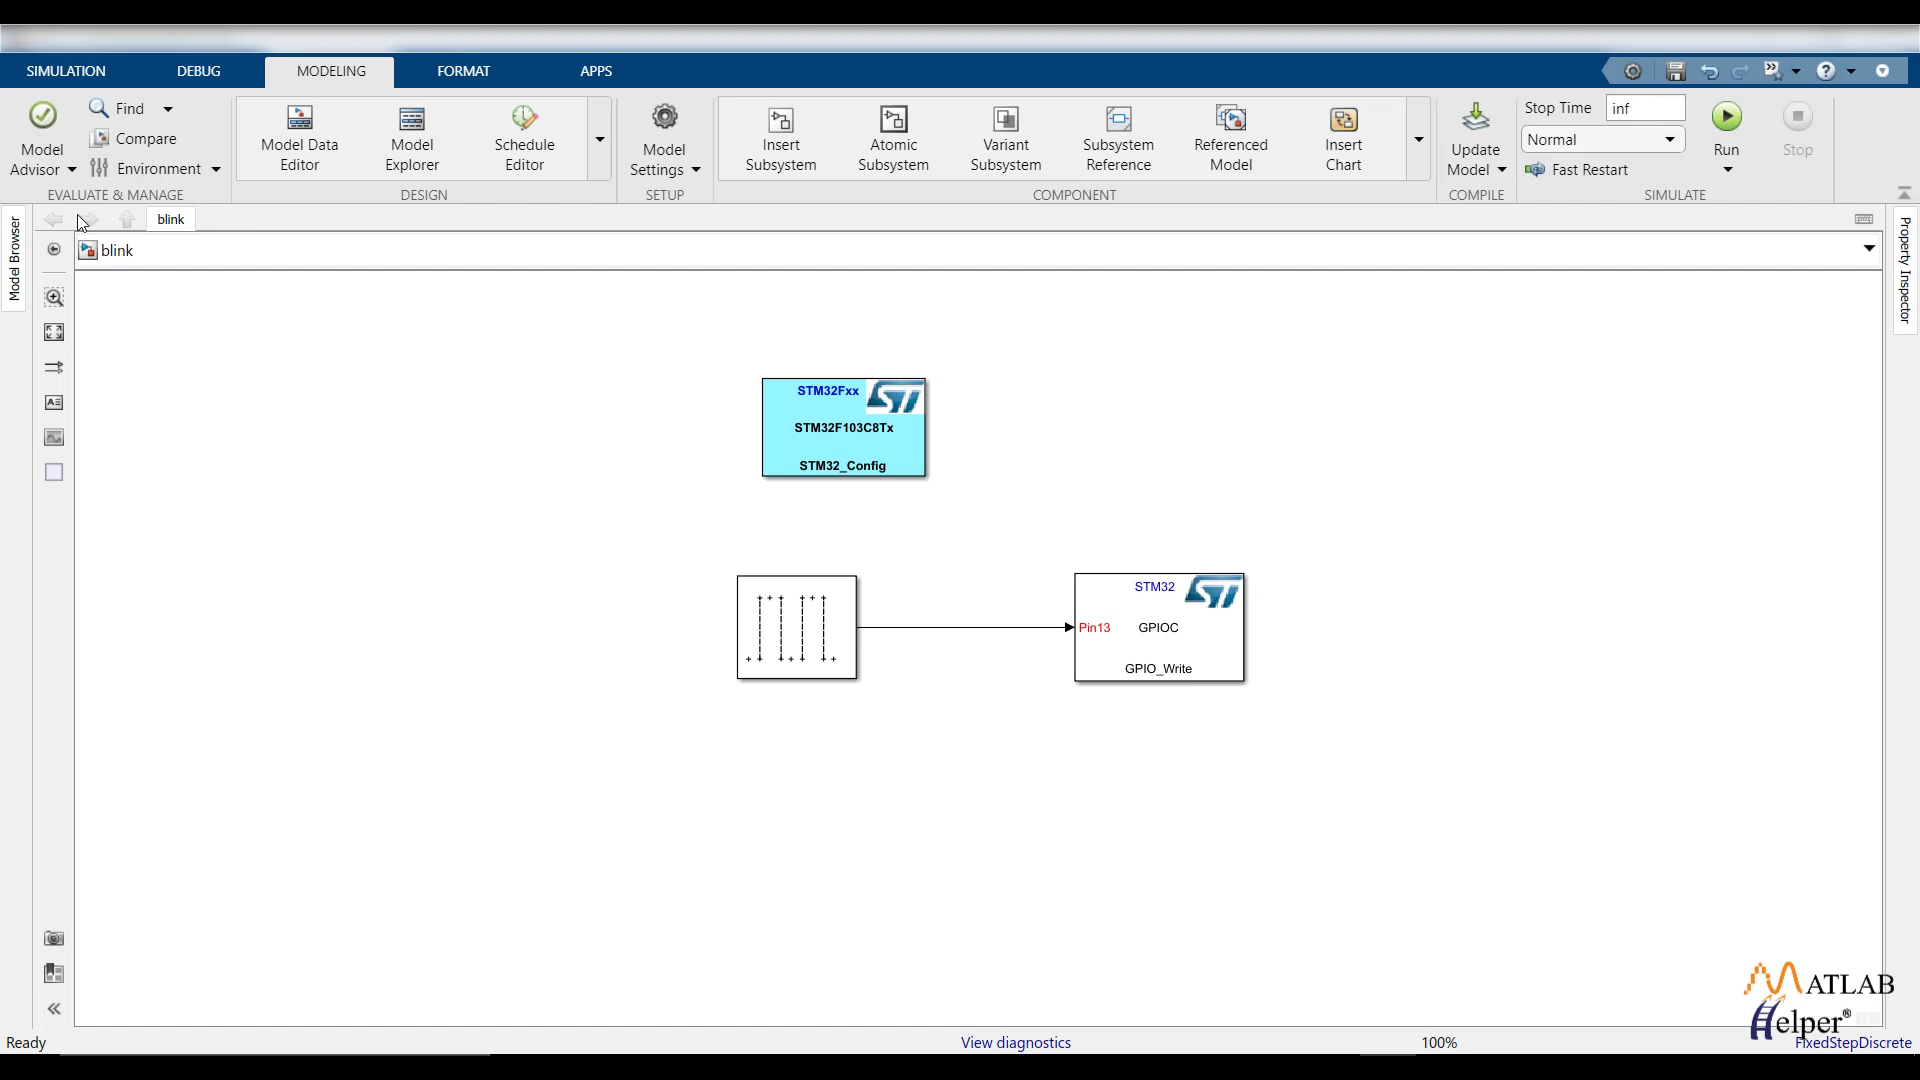 SIMULATION DEBUG MODELING FORMAT APPS
Model Advisor
Find
Compare
Environment
EVALUATE & MANAGE
Model Data Editor
Model Explorer
Schedule Editor
DESIGN
Model Settings
SETUP
Insert Subsystem
Atomic Subsystem
Variant Subsystem
Subsystem Reference
Referenced Model
Insert Chart
COMPONENT
Update Model
COMPILE
Stop Time inf
Normal
Fast Restart
Run
Stop
SIMULATE
Model Browser
blink
blink
Property Inspector
STM32Fxx
STM32F103C8Tx
STM32_Config
STM32
Pin13 GPIOC
GPIO_Write
MATLAB
Helper®
Ready View diagnostics 100% FixedStepDiscrete